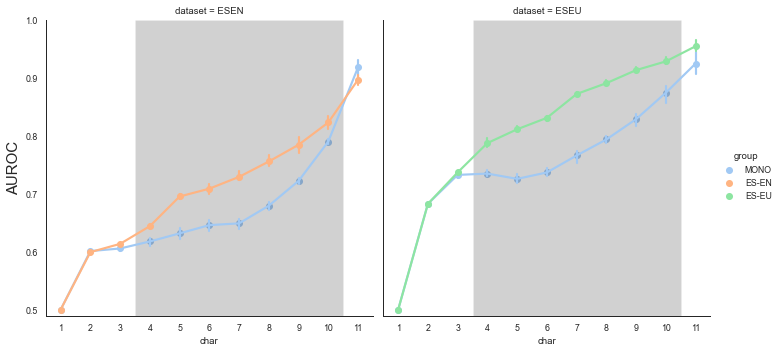 dataset = ESEN
dataset = ESEU
1.0
0.9
0.8
0.7
0.6
0.5
AUROC
group
MONO
ES-EN
ES-EU
1 2 3 4 5 6 7 8 9 10 11
1 2 3 4 5 6 7 8 9 10 11
char
char